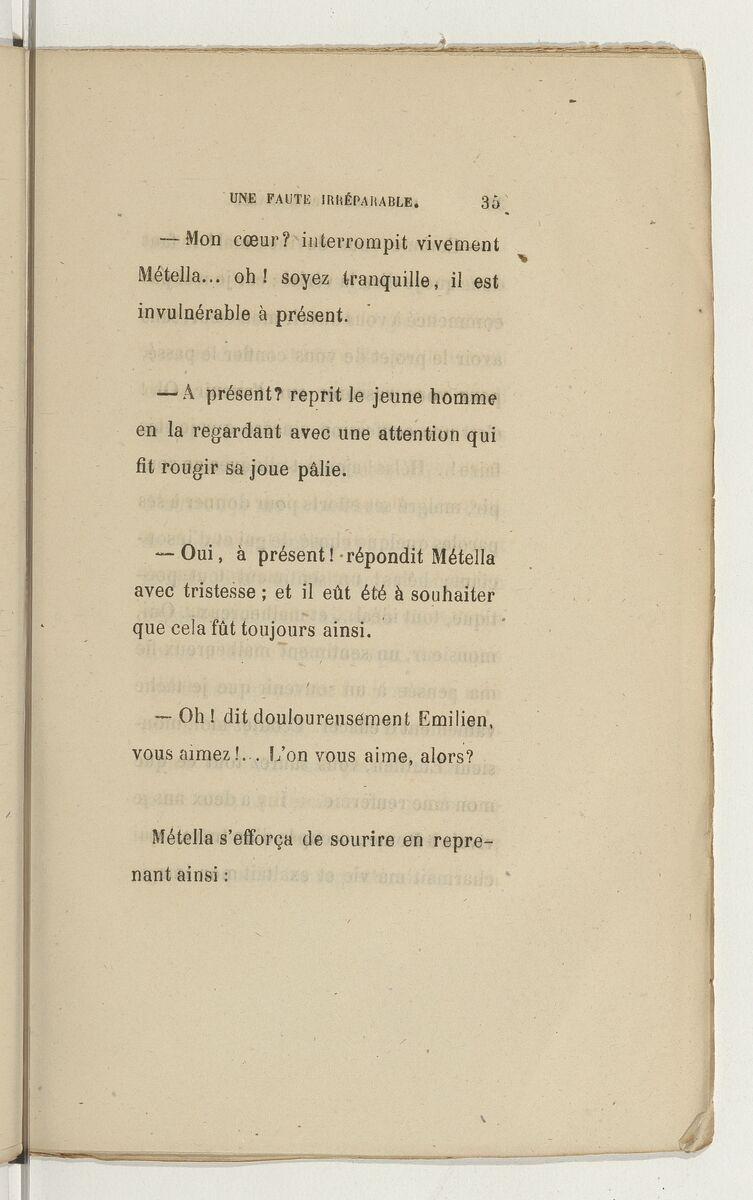 UNE FAUTE IRRÉPARABLE. 35
— Mon cœur? interrompit vivement
Métella... oh ! soyez tranquille, il est
invulnérable à présent.
— A présent? reprit le jeune homme
en la regardant avec une attention qui
fit rougir sa joue pâlie.
— Oui, à présent! répondit Métella
avec tristesse ; et il eût été à souhaiter
que cela fût toujours ainsi.
— Oh ! dit douloureusement Emilien,
vous aimez!... L'on vous aime, alors?
Métella s'efforça de sourire en repre-
nant ainsi :